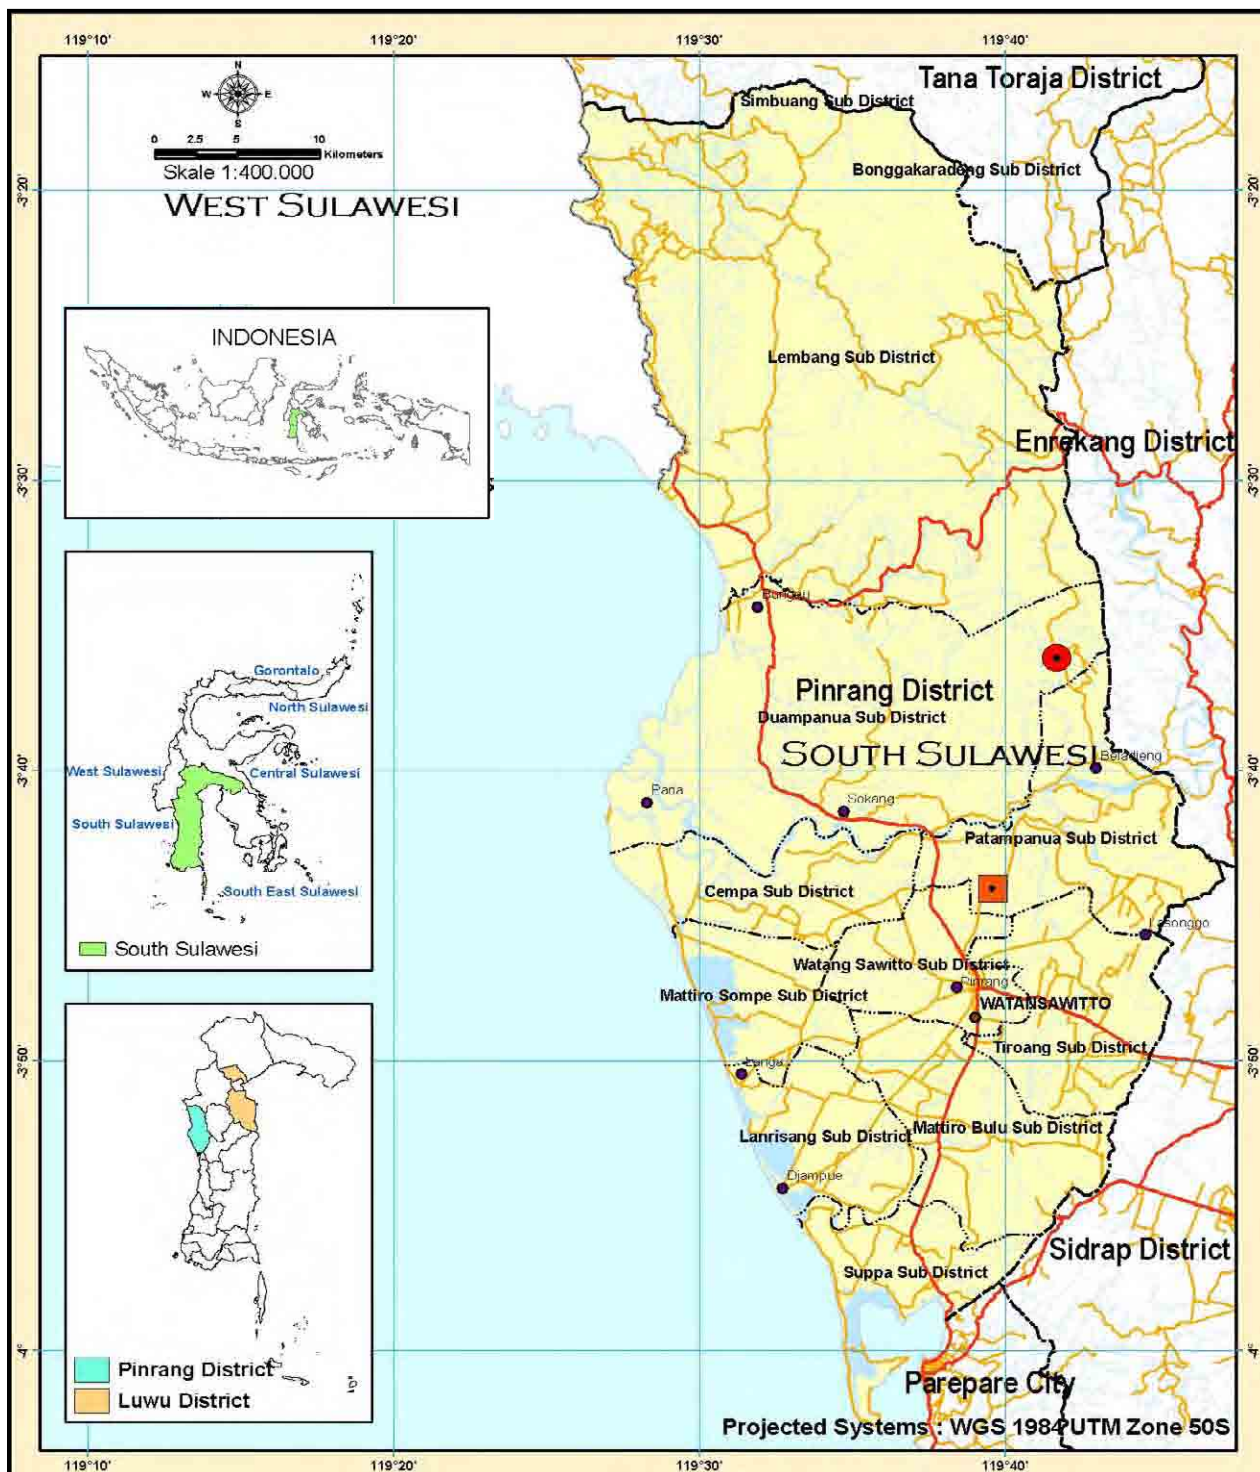 119°10' 119°20' 119°30' 119°40'
N
W E
S
0 2.5 5 10
Kilometers
Skale 1:400.000
WEST SULAWESI
Tana Toraja District
Simbuang Sub District
Bonggakaradeng Sub District
-3°20' -3°20'
INDONESIA
Lembang Sub District
Enrekang District
-3°30' -3°30'
Bungau
Gorontalo
North Sulawesi
West Sulawesi
Central Sulawesi
South Sulawesi
South East Sulawesi
South Sulawesi
Pinrang District
Duampanua Sub District
SOUTH SULAWESI
Beladjeng
-3°40' -3°40'
Paria
Sokang
Patampanua Sub District
Cempa Sub District
Lasonggo
Watang Sawitto Sub District
Pinrang
Mattiro Sompe Sub District
WATANSAWITTO
Tiroang Sub District
-3°50' -3°50'
Langa
Lanrisang Sub District
Mattiro Bulu Sub District
Djampue
Sidrap District
Suppa Sub District
-4° -4°
Pinrang District
Luwu District
Parepare City
Projected Systems : WGS 1984 UTM Zone 50S
119°10' 119°20' 119°30' 119°40'